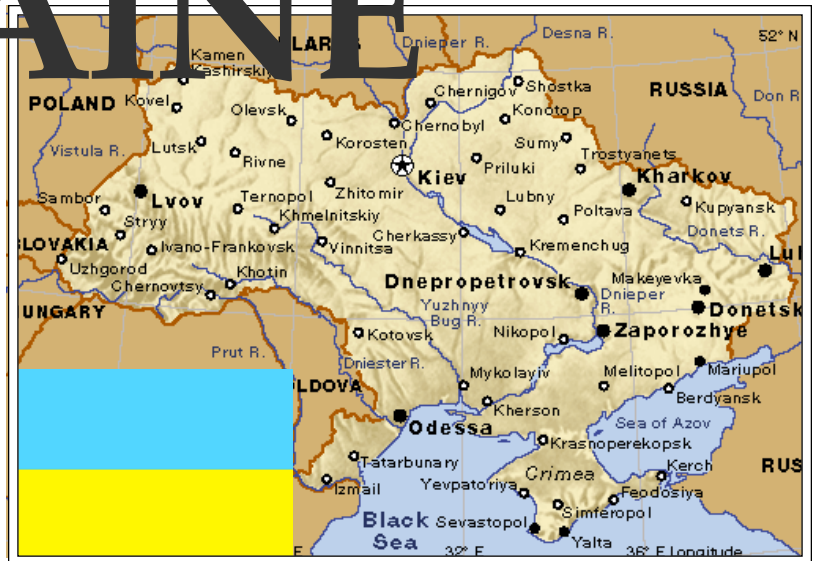 AINE
LARUS
Dnieper R.
Desna R.
52° N
Kamen
Kashirskiy
POLAND
Kovel
Olevsk
Chernigov
Shostka
RUSSIA
Don R
Konotop
Korosten
Chernobyl
Sumy
Vistula R.
Lutsk
Rivne
Trostyanets
Kiev
Priluki
Kharkov
Sambor
Lvov
Ternopol
Zhitomir
Lubny
Poltava
Kupyansk
Stryy
Khmelnitskiy
Donets R.
LOVAKIA
Ivano-Frankovsk
Vinnitsa
Cherkassy
Kremenchug
Lul
Uzhgorod
Khotin
Chernovtsy
Dnepropetrovsk
Makeyevka
UNGARY
Yuzhnyy
Bug R.
Dnieper
R.
Donetsk
Kotovsk
Nikopol
Zaporozhye
Prut R.
Dniester R.
LDOVA
Mykolayiv
Melitopol
Mariupol
Kherson
Berdyansk
Odessa
Sea of Azov
Krasnoperekopsk
Tatarbunary
Crimea
Kerch
RUS
Izmail
Yevpatoriya
Feodosiya
Simferopol
Black
Sea
Sevastopol
Yalta
32° E
36° E Longitude